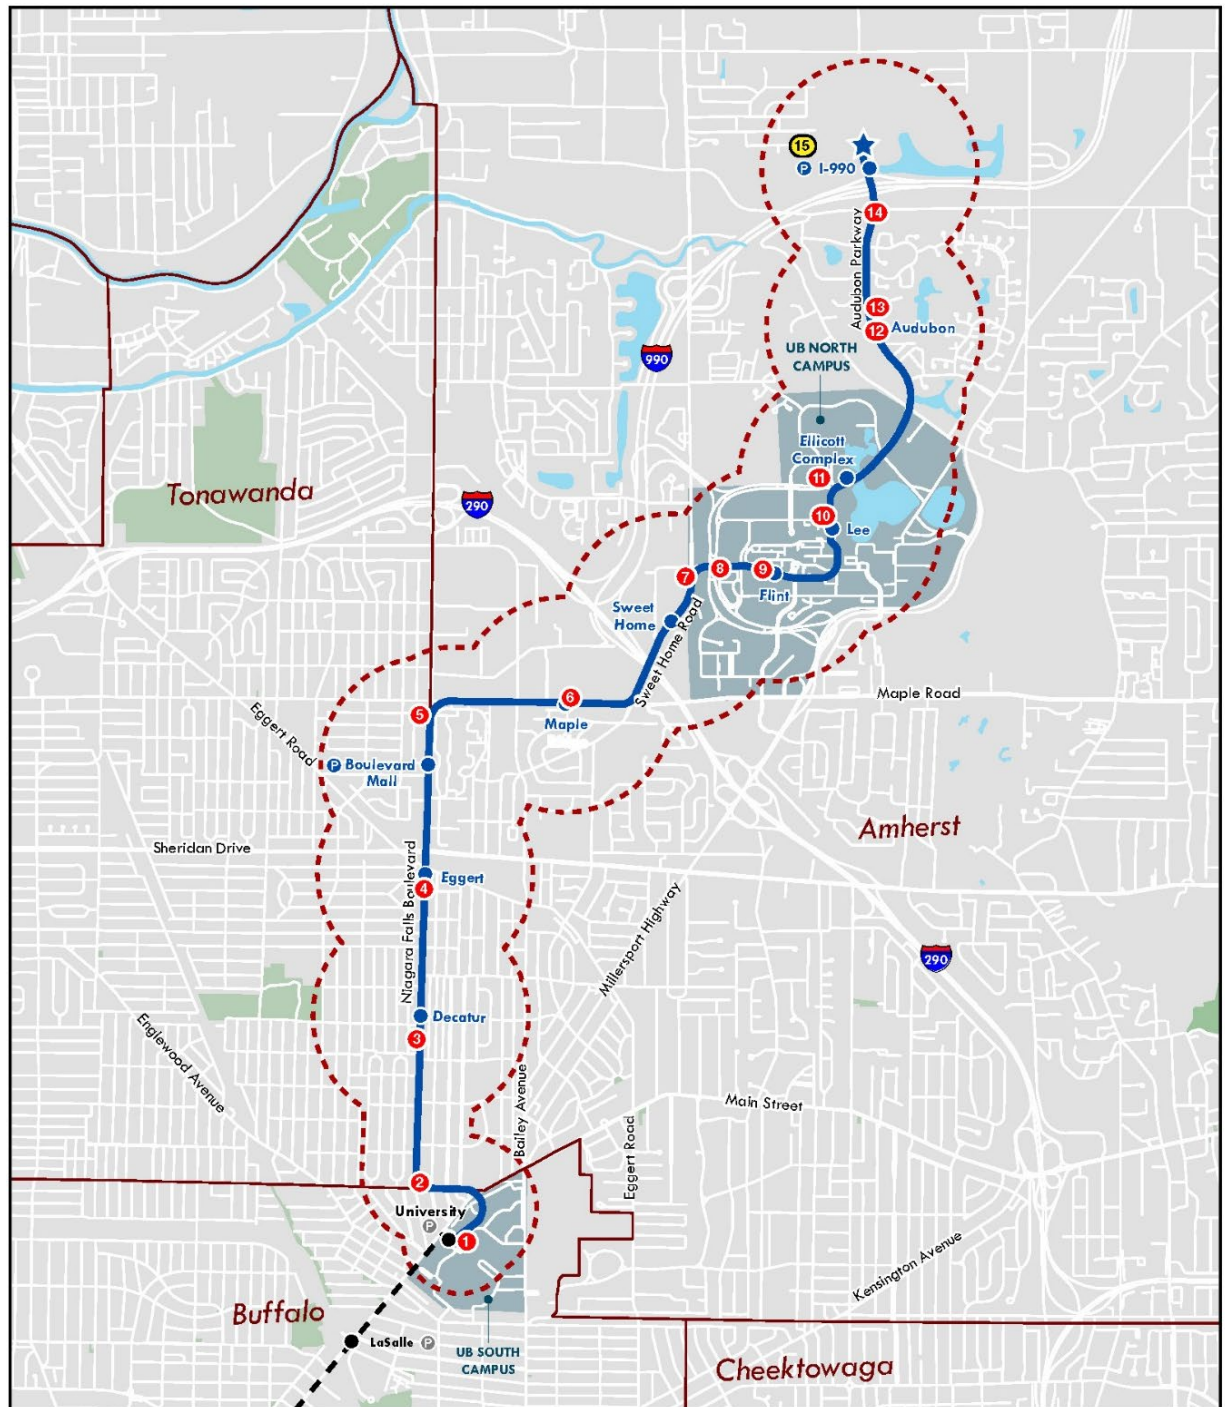 15
P I-990
14
Audubon Parkway
13
12 Audubon
UB NORTH
CAMPUS
990
Ellicott
Complex
11
Tonawanda
290
10
Lee
7
8
9
Flint
Sweet
Home
Sweet Home Road
6
Maple
Maple Road
5
Eggert Road
P Boulevard
Mall
Amherst
Sheridan Drive
Niagara Falls Boulevard
Eggert
4
Millersport Highway
290
Decatur
3
Englewood Avenue
Bailey Avenue
Main Street
Eggert Road
2
University
P
1
Kensington Avenue
Buffalo
LaSalle P
UB SOUTH
CAMPUS
Cheektowaga